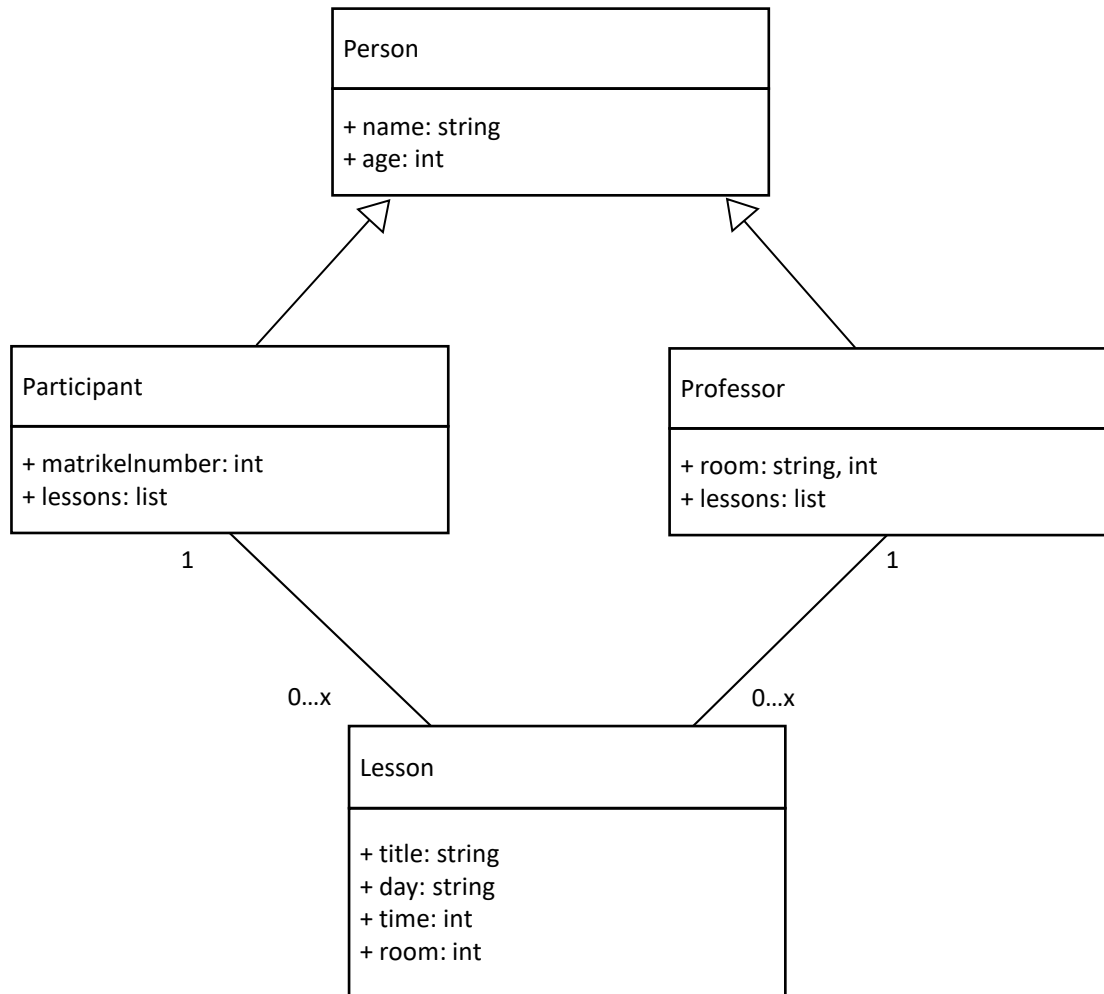 Person
+ name: string
+ age: int
Participant
+ matrikelnumber: int
+ lessons: list
Professor
+ room: string, int
+ lessons: list
1
1
0...x
0...x
Lesson
+ title: string
+ day: string
+ time: int
+ room: int